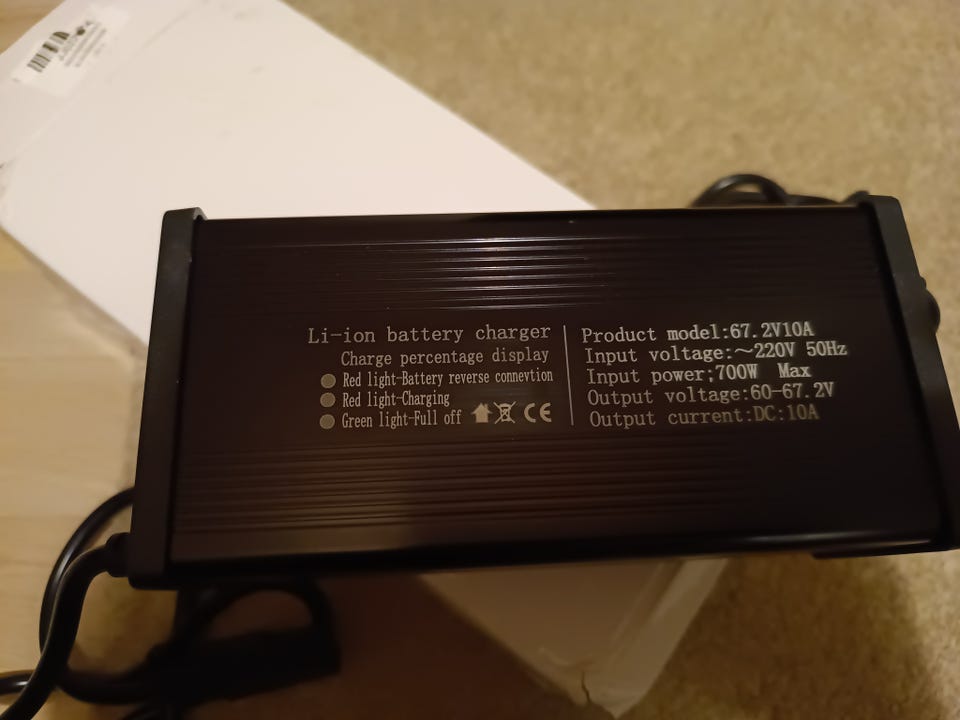 Li-ion battery charger
Charge percentage display
Red light-Battery reverse connevtion
Red light-Charging
Green light-Full off CE
Product model:67.2V10A
Input voltage:~220V 50Hz
Input power;700W Max
Output voltage:60-67.2V
Output current:DC:10A